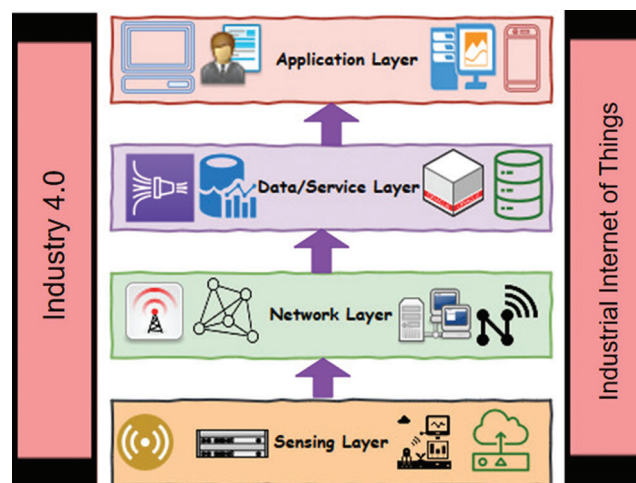 Industry 4.0
Application Layer
Data/Service Layer
Network Layer
Sensing Layer
Industrial Internet of Things